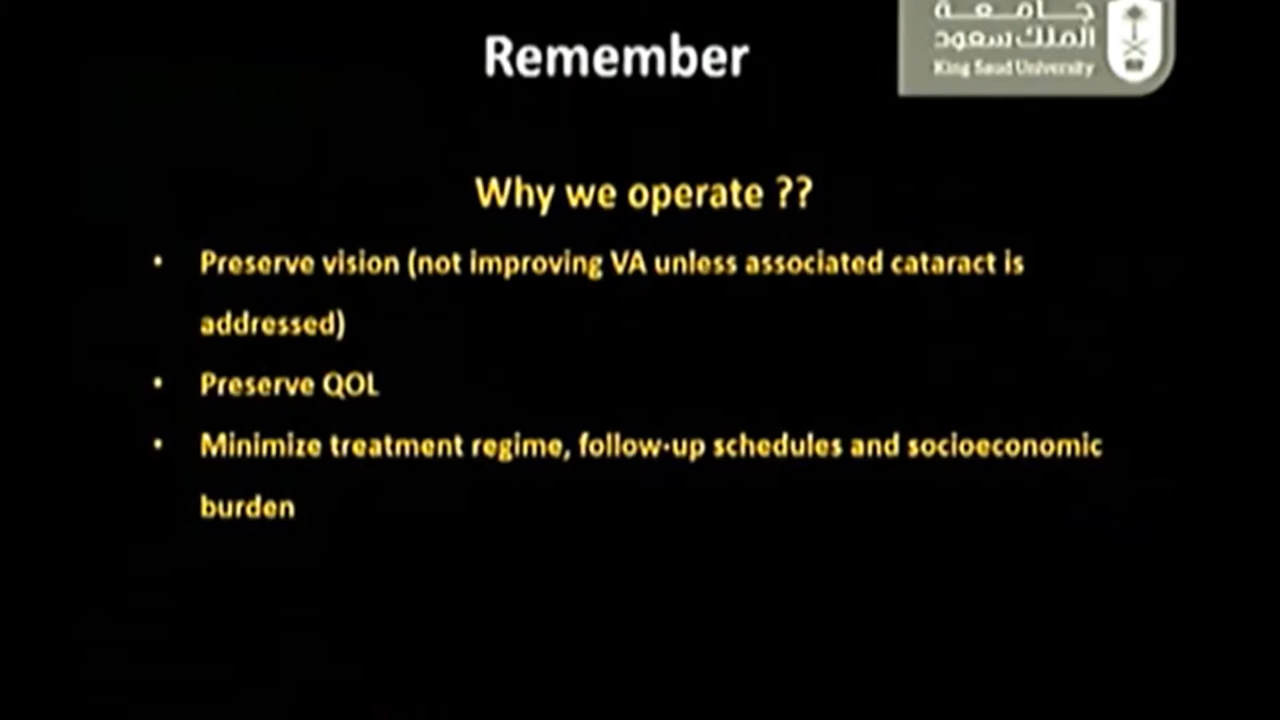 Remember
جامعة
الملك سعود
King Saud University
Why we operate ??
• Preserve vision (not improving VA unless associated cataract is
addressed)
• Preserve QOL
• Minimize treatment regime, follow-up schedules and socioeconomic
burden